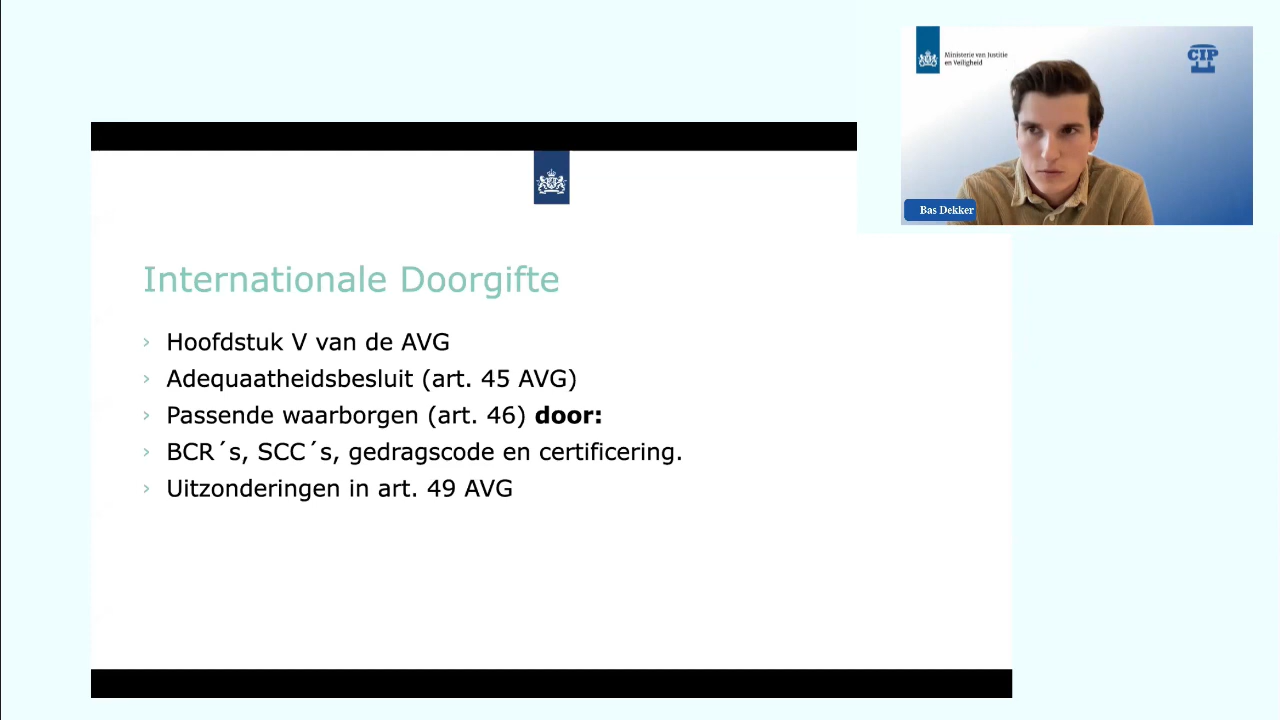 Ministerie van Justitie
en Veiligheid
CIP
Bas Dekker
Internationale Doorgifte
› Hoofdstuk V van de AVG
› Adequaatheidsbesluit (art. 45 AVG)
› Passende waarborgen (art. 46) door:
› BCR´s, SCC´s, gedragscode en certificering.
› Uitzonderingen in art. 49 AVG